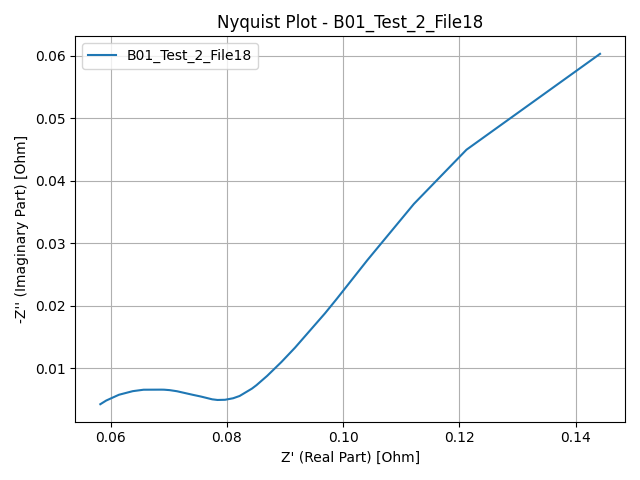 Nyquist Plot - B01_Test_2_File18
B01_Test_2_File18
-Z'' (Imaginary Part) [Ohm]
0.06
0.05
0.04
0.03
0.02
0.01
0.06 0.08 0.10 0.12 0.14
Z' (Real Part) [Ohm]